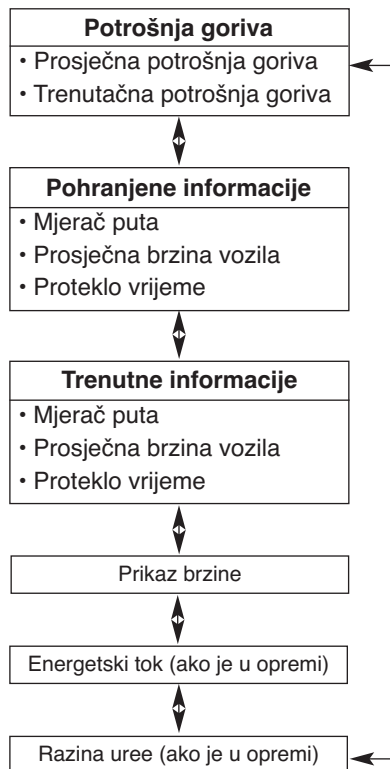 Potrošnja goriva
• Prosječna potrošnja goriva
• Trenutačna potrošnja goriva
Pohranjene informacije
• Mjerač puta
• Prosječna brzina vozila
• Proteklo vrijeme
Trenutne informacije
• Mjerač puta
• Prosječna brzina vozila
• Proteklo vrijeme
Prikaz brzine
Energetski tok (ako je u opremi)
Razina uree (ako je u opremi)